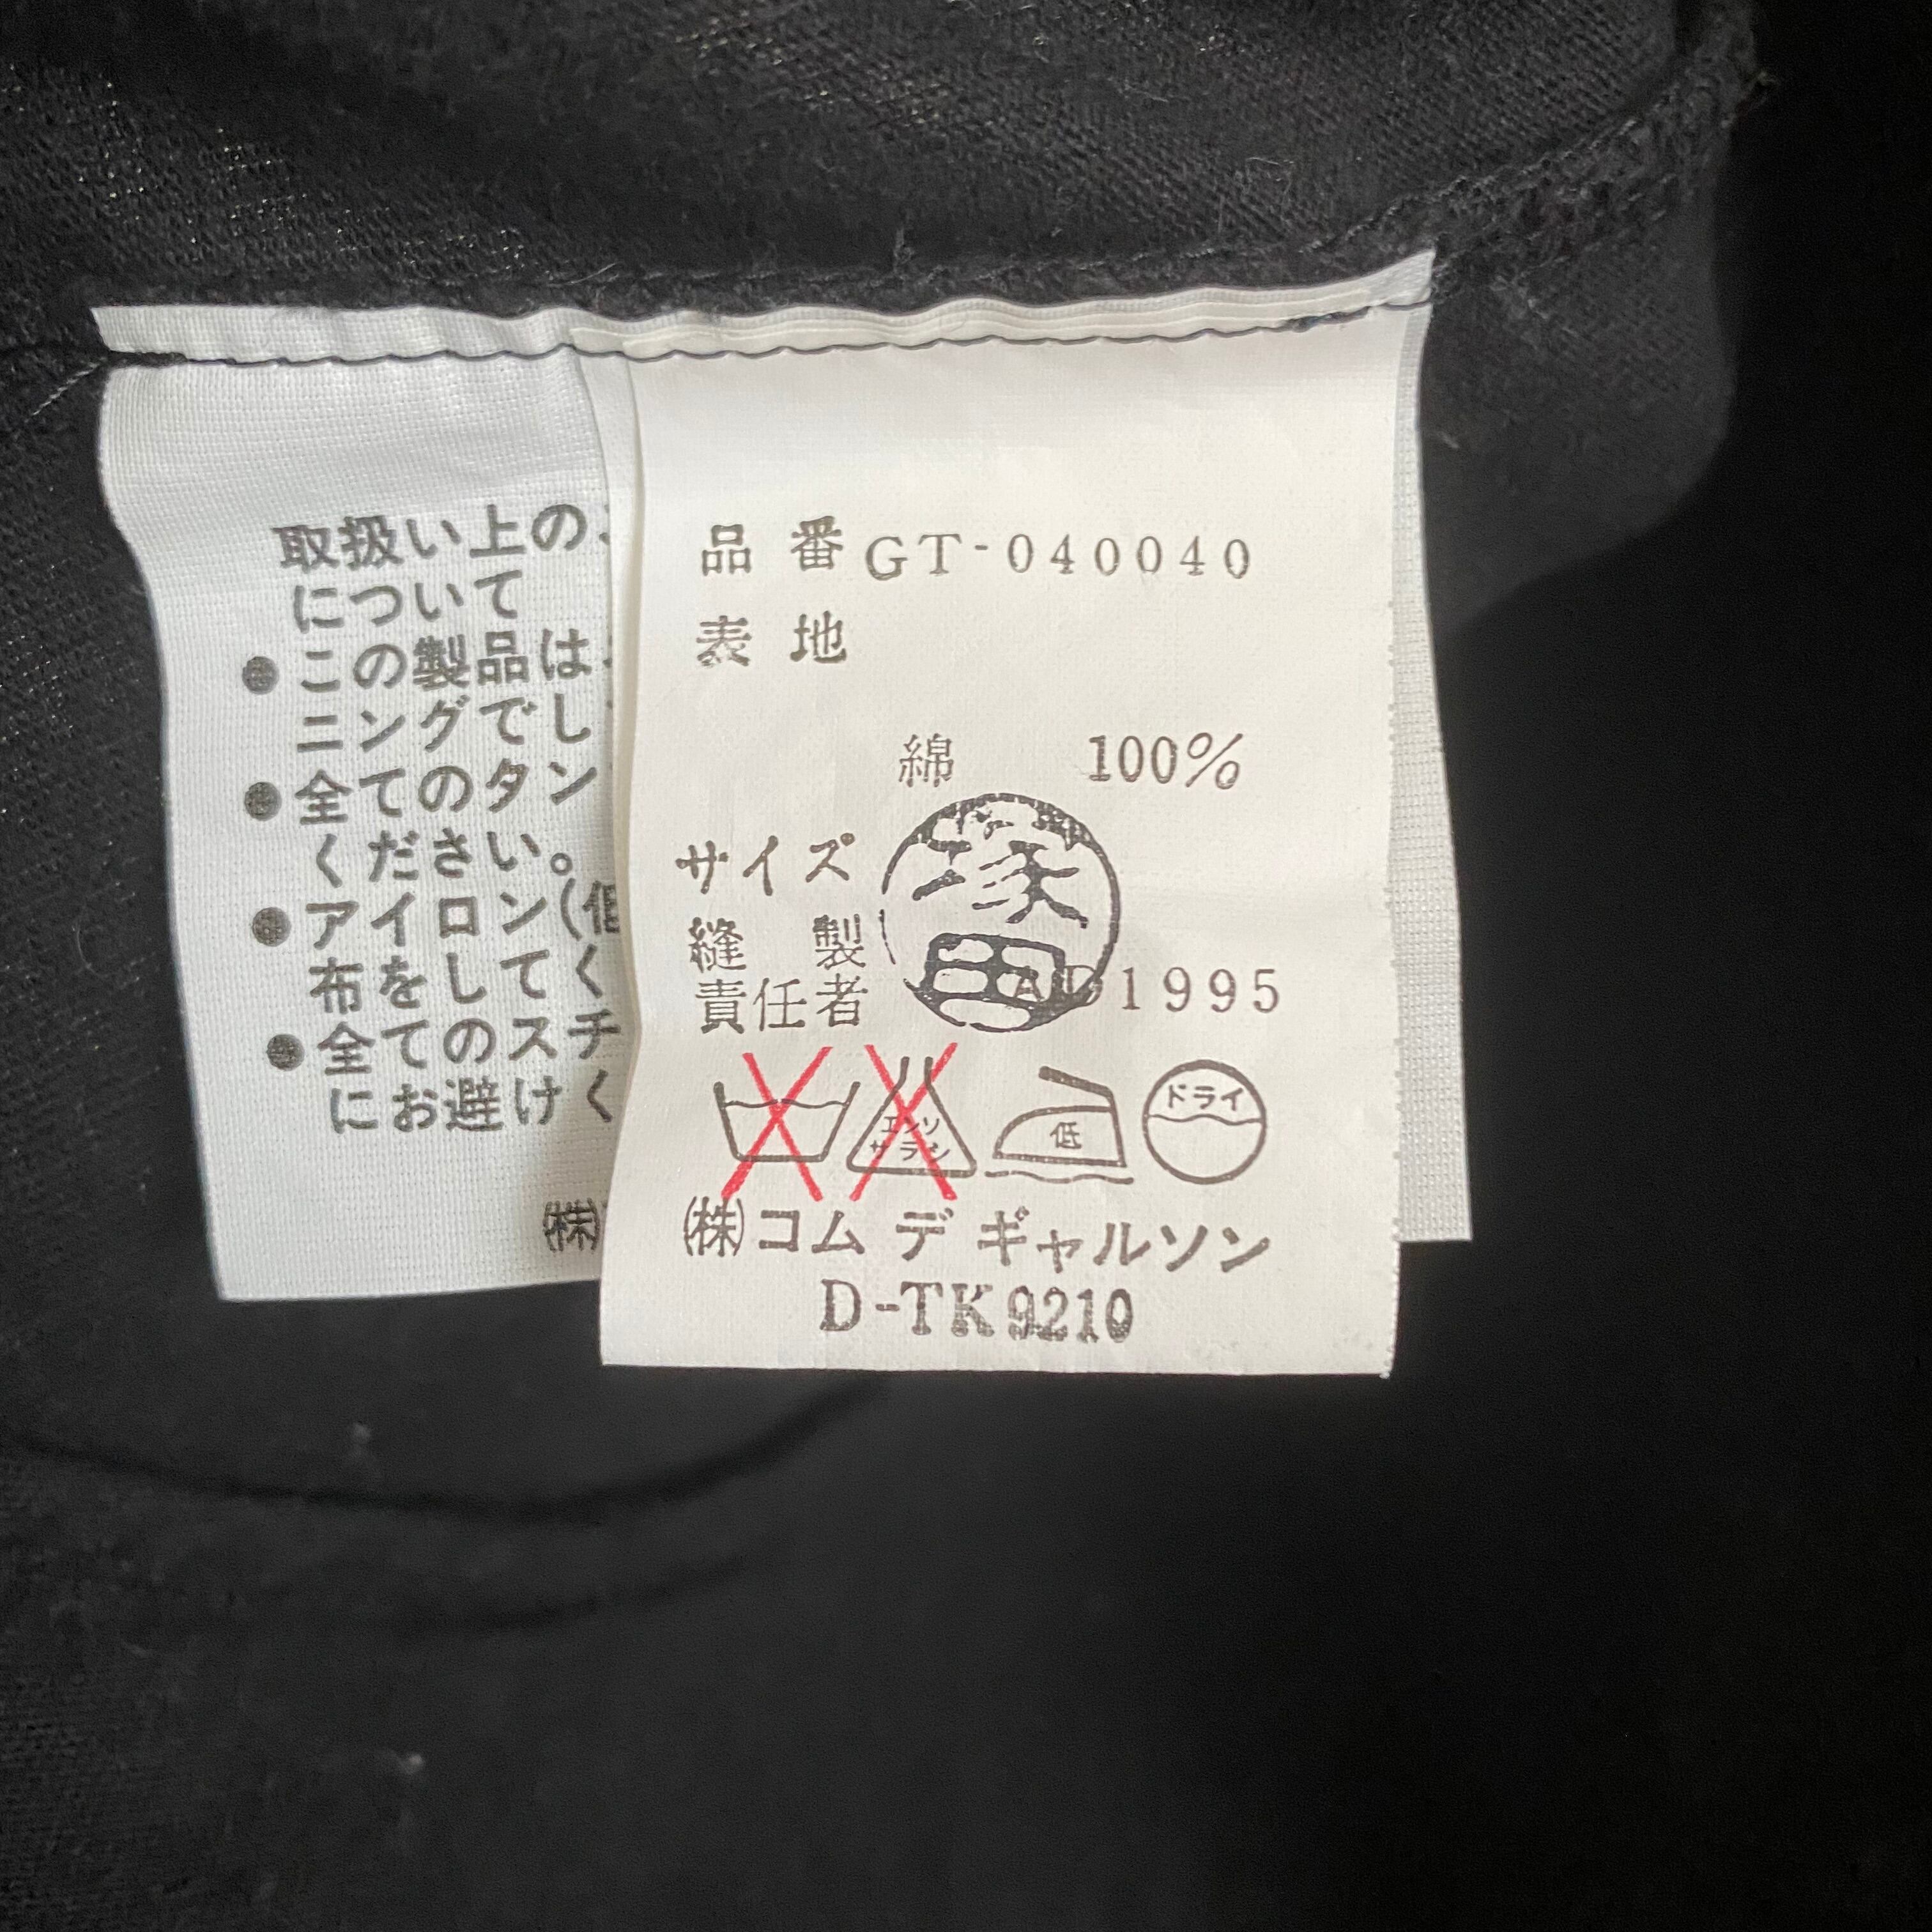 取扱い上の
について
●この製品は
ニングでし
●全てのタン
ください。
●アイロン(低
布をしてく
●全てのスチ
にお避けく
㈱
品番 GT-040040
表地
綿 100%
サイズ
縫製
責任者
塚田
AD1995
エンソ
サラシ
低
ドライ
㈱コム デ ギャルソン
D-TK9210